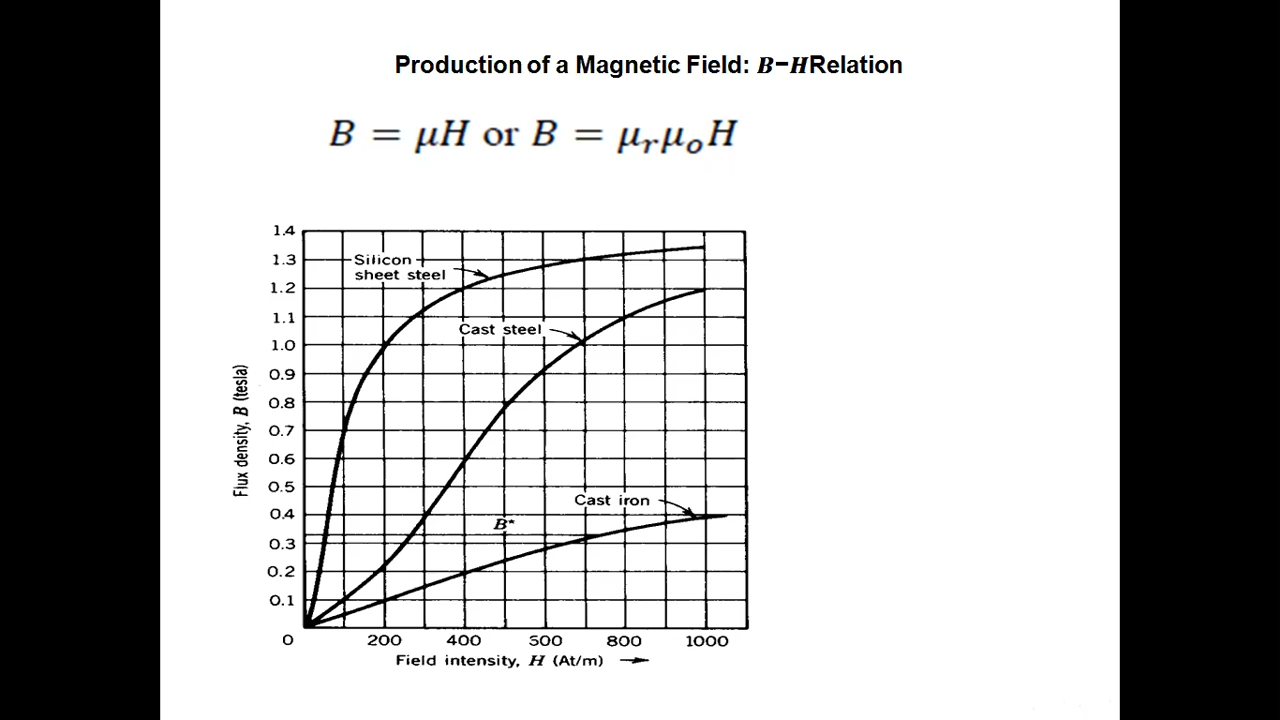 Production of a Magnetic Field: B−HRelation
B = μH or B = μrμoH
1.4
1.3
1.2
1.1
1.0
0.9
0.8
0.7
0.6
0.5
0.4
0.3
0.2
0.1
0
Flux density, B (tesla)
Silicon
sheet steel
Cast steel
Cast iron
B*
200 400 500 800 1000
Field intensity, H (At/m)